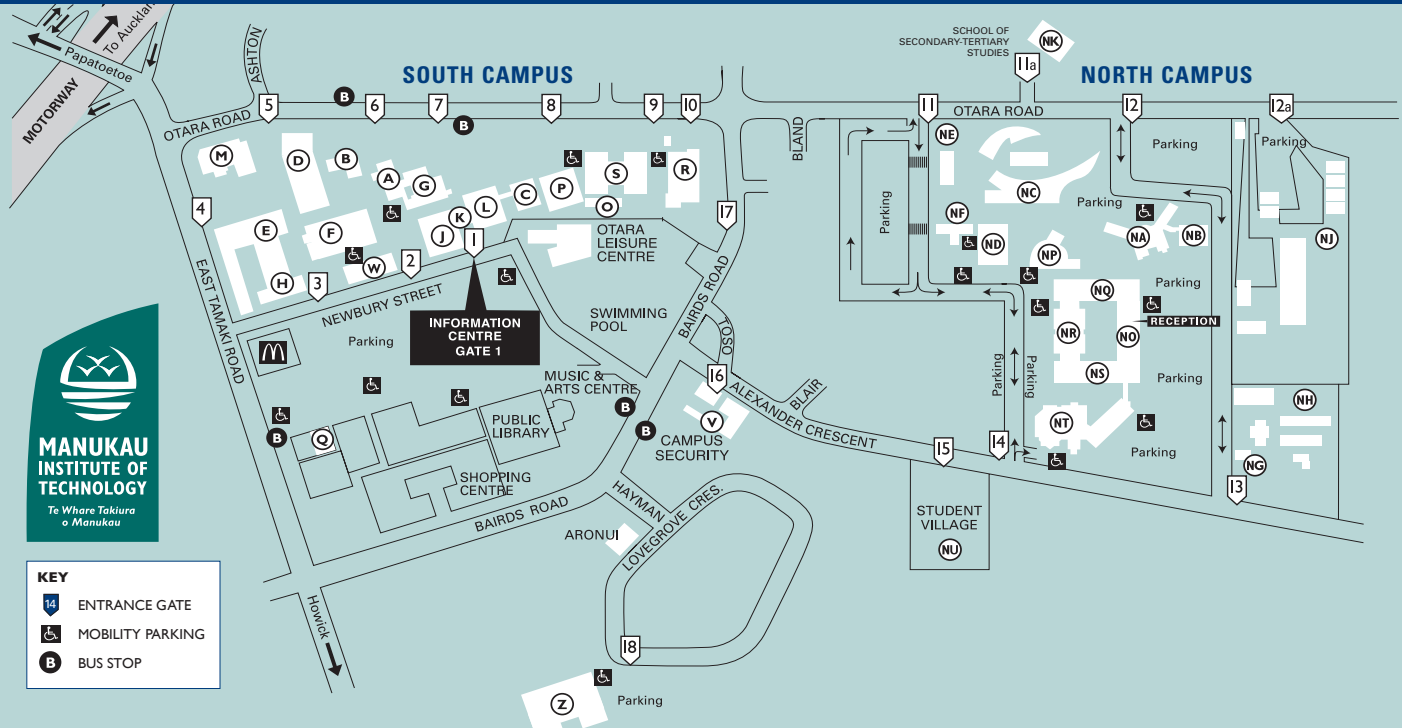 To Auckland
Papatoetoe
MOTORWAY
ASHTON
SOUTH CAMPUS
SCHOOL OF
SECONDARY-TERTIARY
STUDIES
NK
11a
NORTH CAMPUS
OTARA ROAD
5
B
6
7
B
8
9
10
11
OTARA ROAD
12
12a
BLAND
M
D
B
A
G
L
K
J
C
P
S
O
R
E
F
W
H
4
3
2
1
17
OTARA
LEISURE
CENTRE
EAST TAMAKI ROAD
NEWBURY STREET
INFORMATION
CENTRE
GATE 1
SWIMMING
POOL
BAIRDS ROAD
TOSO
Parking
MUSIC &
ARTS CENTRE
B
B
PUBLIC
LIBRARY
Q
B
SHOPPING
CENTRE
BAIRDS ROAD
16
V
CAMPUS
SECURITY
ALEXANDER CRESCENT
BLAIR
HAYMAN
LOVEGROVE CRES.
ARONUI
18
Z
Parking
Howick
Parking
NE
NC
NF
ND
NP
NA
NB
NJ
Parking
Parking
Parking
Parking
NQ
NR
NO
NS
RECEPTION
NT
Parking
Parking
Parking
Parking
NH
NG
13
14
15
STUDENT
VILLAGE
NU
MANUKAU
INSTITUTE OF
TECHNOLOGY
Te Whare Takiura
o Manukau
KEY
14 ENTRANCE GATE
MOBILITY PARKING
B BUS STOP